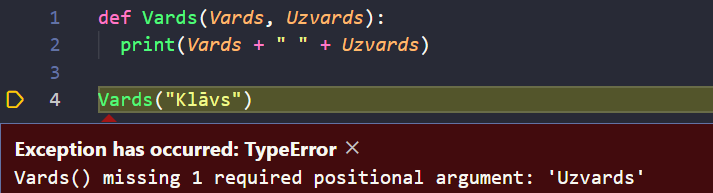 1 def Vards(Vards, Uzvards):
2 print(Vards + " " + Uzvards)
3
4 Vards("Klāvs")
Exception has occurred: TypeError ×
Vards() missing 1 required positional argument: 'Uzvards'